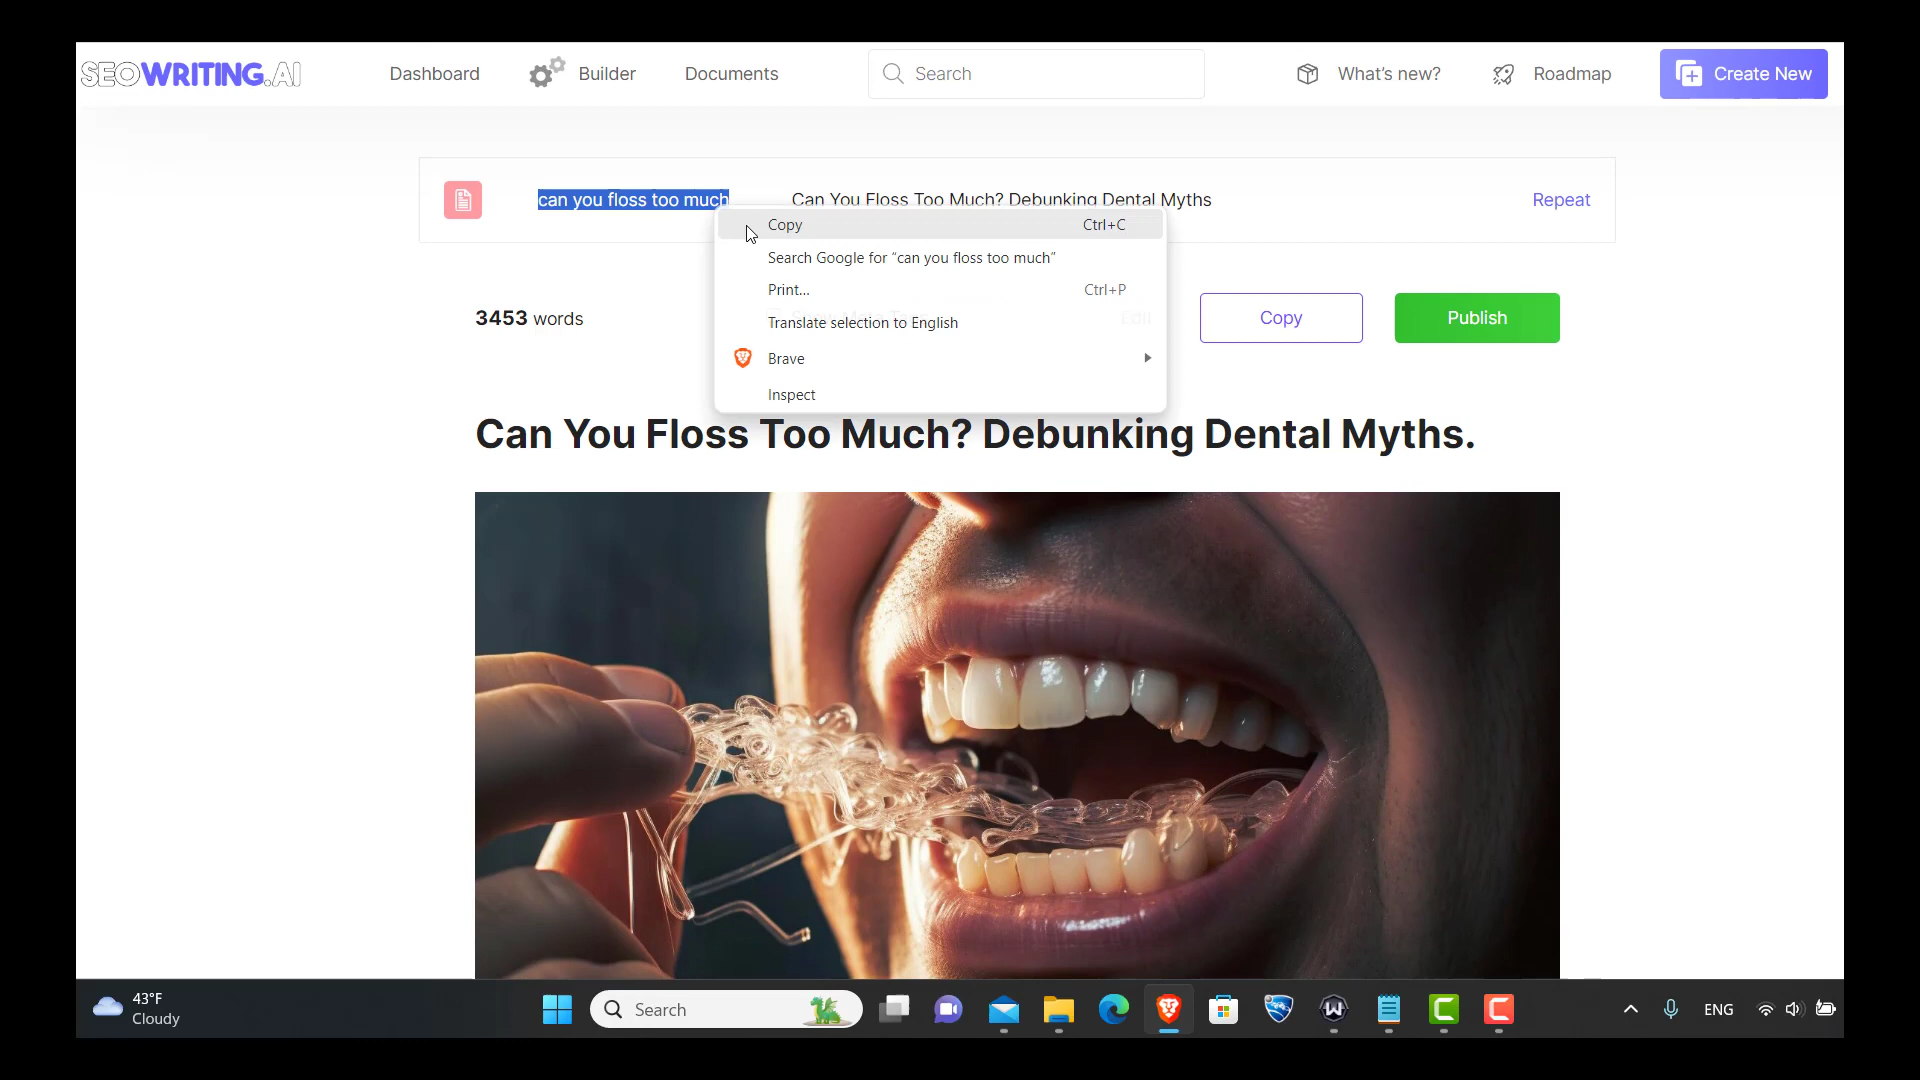 SEOWRITING.AI
Dashboard
Builder
Documents
Search
What's new?
Roadmap
Create New
can you floss too much
Can You Floss Too Much? Debunking Dental Myths
Repeat
Copy Ctrl+C
Search Google for “can you floss too much”
Print... Ctrl+P
Translate selection to English
Brave
Inspect
3453 words
Edit
Copy
Publish
Can You Floss Too Much? Debunking Dental Myths.
43°F
Cloudy
Search
ENG